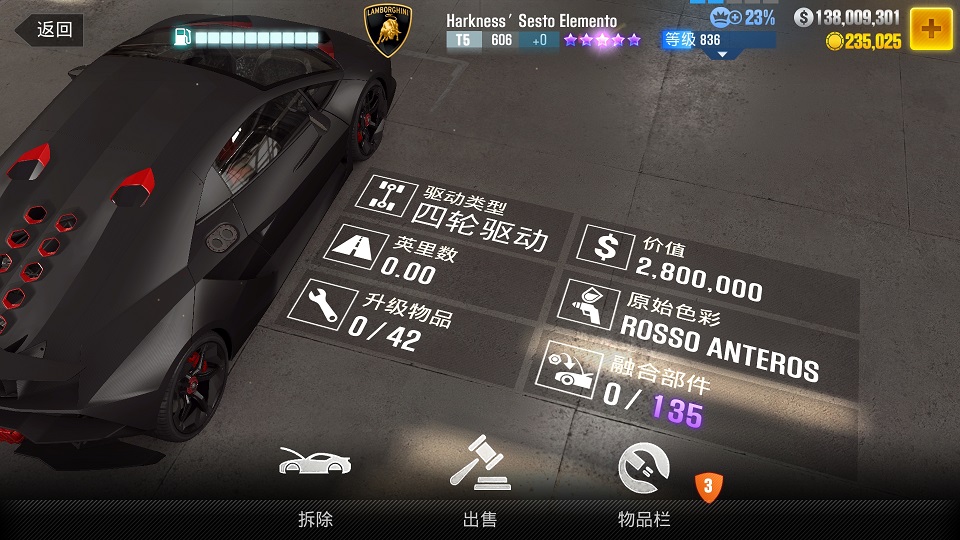 返回
LAMBORGHINI
Harkness' Sesto Elemento
T5 606 +0
23%
等级 836
138,009,301
235,025
驱动类型
四轮驱动
英里数
0.00
升级物品
0/42
价值
2,800,000
原始色彩
ROSSO ANTEROS
融合部件
0/135
拆除
出售
物品栏
3